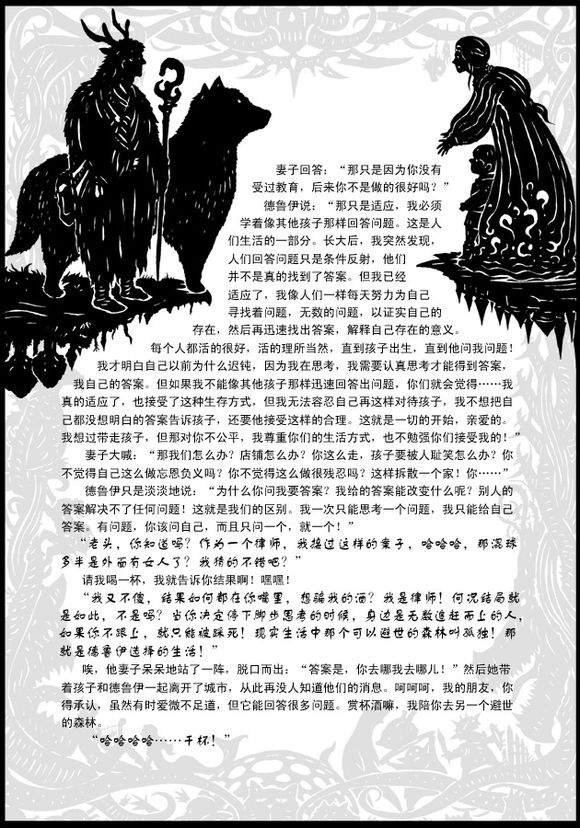 妻子回答：“那只是因为你没有
受过教育，后来你不是做的很好吗？”
德鲁伊说：“那只是适应，我必须
学着像其他孩子那样回答问题。这是人
们生活的一部分。长大后，我突然发现，
人们回答问题只是条件反射，他们
并不是真的找到了答案。但我已经
适应了，我像人们一样每天努力为自己
寻找着问题，无数的问题，以证实自己的
存在，然后再迅速找出答案，解释自己存在的意义。
每个人都活的很好，活的理所当然，直到孩子出生，直到他问我问题！
我才明白自己以前为什么迟钝，因为我在思考，我需要认真思考才能得到答案，
我自己的答案。但如果我不能像其他孩子那样迅速回答出问题，你们就会觉得……我
真的适应了，也接受了这种生存方式，但我无法容忍自己再这样对待孩子，我不想把自
己都没想明白的答案告诉孩子，还要他接受这样的合理。这就是一切的开始，亲爱的。
我想过带走孩子，但那对你不公平，我尊重你们的生活方式，也不勉强你们接受我的！”
妻子大喊：“那我们怎么办？店铺怎么办？你这么走，孩子要被人耻笑怎么办？你
不觉得自己这么做忘恩负义吗？你不觉得这么做很残忍吗？这样拆散一个家！你……”
德鲁伊只是淡淡地说：“为什么你问我要答案？我给的答案能改变什么呢？别人的
答案解决不了任何问题！这就是我们的区别。我一次只能思考一个问题，我只能给自己
答案。有问题，你该问自己，而且只问一个，就一个！”
“老头，你知道吗？作为一个律师，我接过这样的案子，哈哈哈，那混球
多半是外面有女人了？我猜的不错吧？”
请我喝一杯，我就告诉你结果啊！嘿嘿！
“我又不傻，结果如何都在你嘴里，想骗我的酒？我是律师！何况结局就
是如此，不是吗？当你决定停下脚步思考的时候，身边是无数追赶而上的人，
如果你不跟上，就只能被踩死！现实生活中那个可以避世的森林叫孤独！那
就是德鲁伊选择的生活！”
唉，他妻子呆呆地站了一阵，脱口而出：“答案是，你去哪我去哪儿！”然后她带
着孩子和德鲁伊一起离开了城市，从此再没人知道他们的消息。呵呵呵，我的朋友，你
得承认，虽然有时爱微不足道，但它能回答很多问题。赏杯酒嘛，我陪你去另一个避世
的森林。
“哈哈哈哈……干杯！”